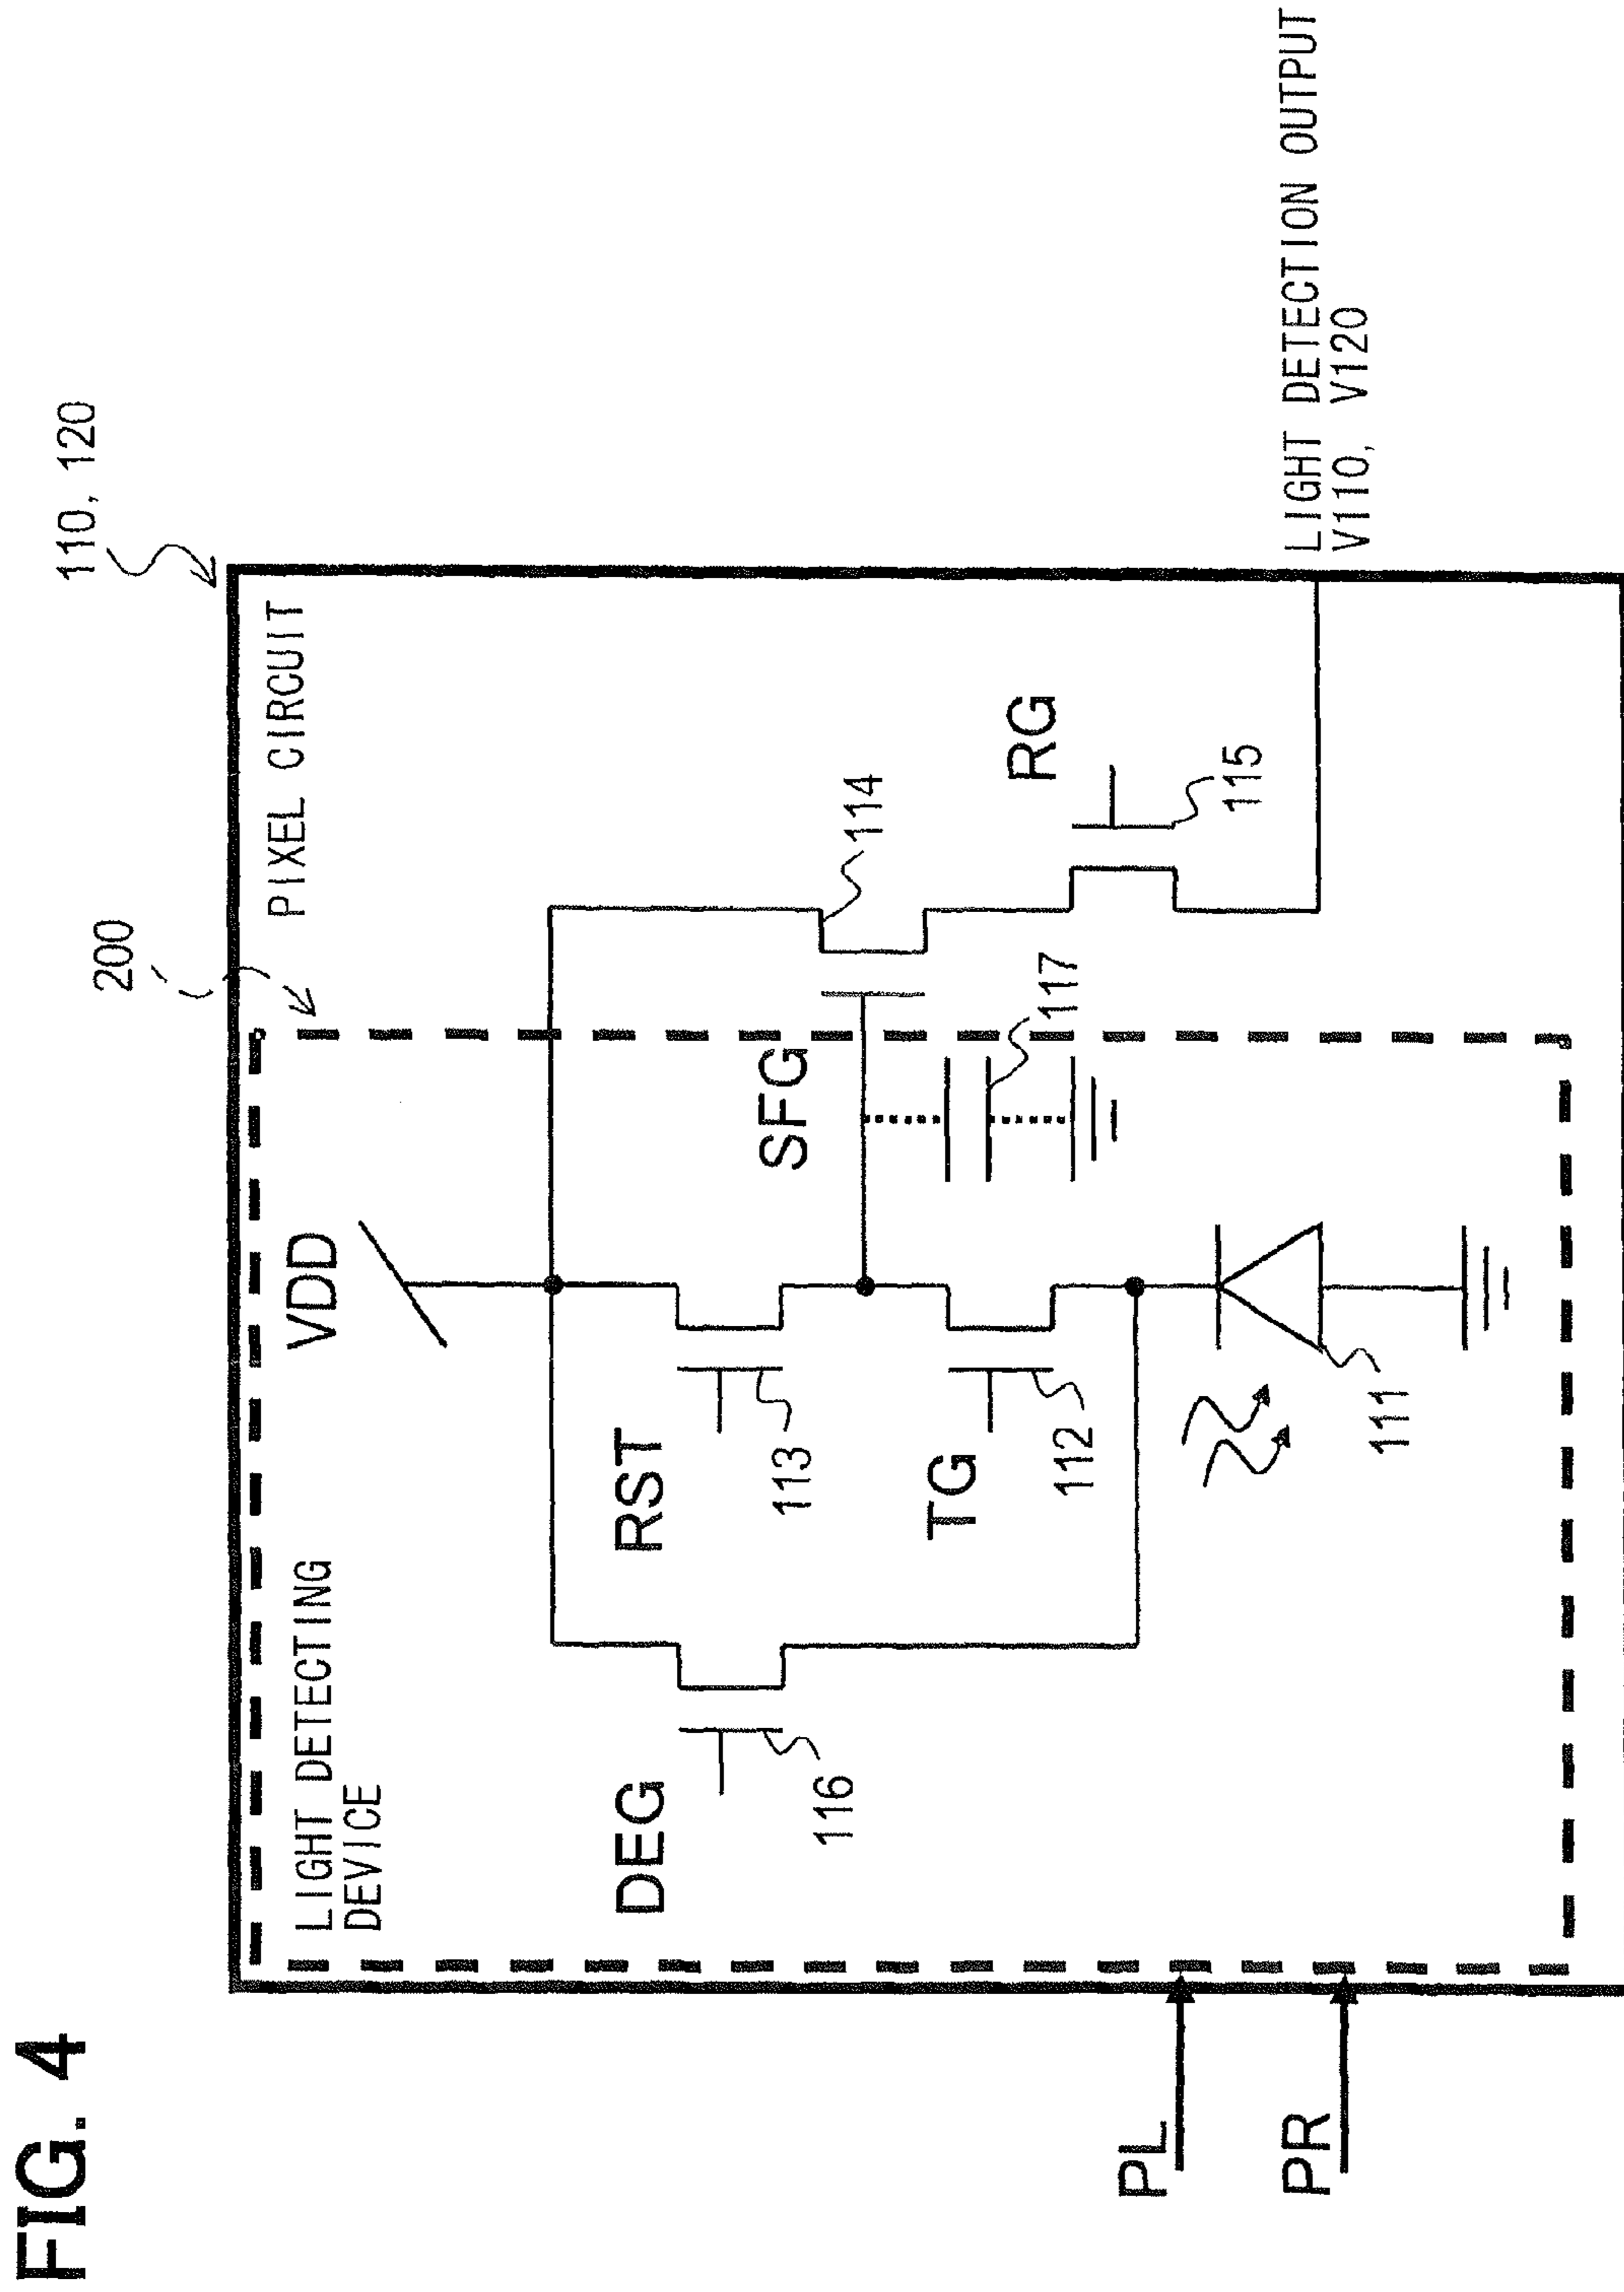 FIG. 4
110, 120
200
PIXEL CIRCUIT
LIGHT DETECTING
DEVICE
VDD
DEG
RST
SFG
116
113
114
TG
RG
117
112
115
PL
PR
111
LIGHT DETECTION OUTPUT
V110, V120